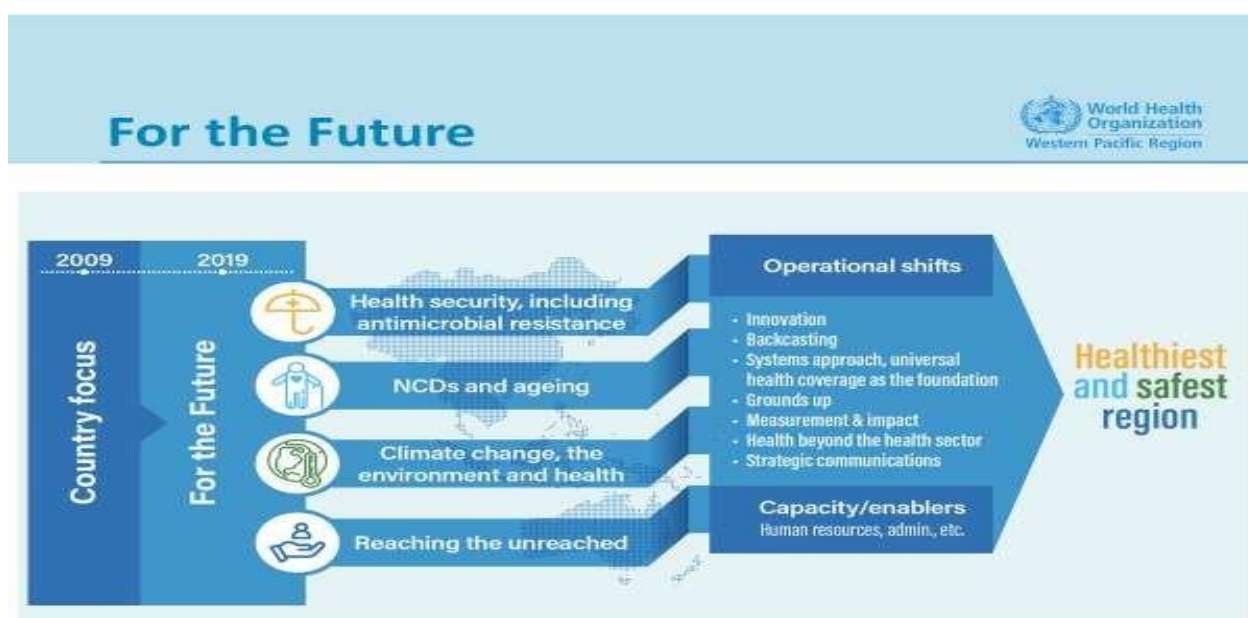 For the Future
World Health
Organization
Western Pacific Region
2009
2019
Country focus
For the Future
Health security, including
antimicrobial resistance
NCDs and ageing
Climate change, the
environment and health
Reaching the unreached
Operational shifts
- Innovation
- Backcasting
- Systems approach, universal
health coverage as the foundation
- Grounds up
- Measurement & impact
- Health beyond the health sector
- Strategic communications
Capacity/enablers
Human resources, admin., etc.
Healthiest
and safest
region